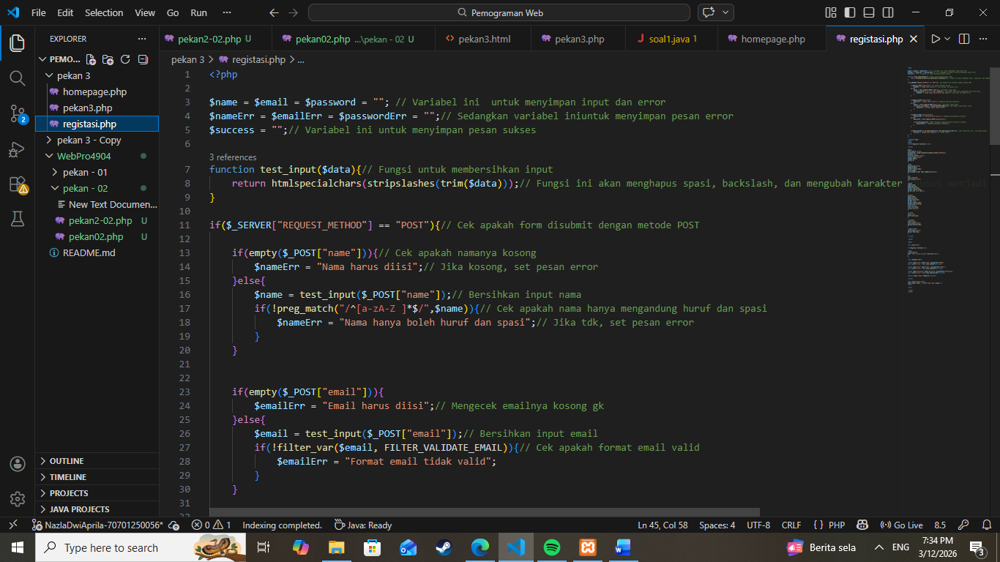 File Edit Selection View Go Run ··· Pemograman Web
EXPLORER ···
PEMO...
pekan 3
homepage.php
pekan3.php
registasi.php
pekan 3 - Copy
WebPro4904
pekan - 01
pekan - 02
New Text Documen...
pekan2-02.php U
pekan02.php U
README.md
OUTLINE
TIMELINE
PROJECTS
JAVA PROJECTS
2
pekan2-02.php U pekan02.php ...\pekan - 02 U pekan3.html pekan3.php soal1.java 1 homepage.php registasi.php
pekan 3 > registasi.php > ...
1 <?php
2
3 $name = $email = $password = ""; // Variabel ini  untuk menyimpan input dan error
4 $nameErr = $emailErr = $passwordErr = "";// Sedangkan variabel iniuntuk menyimpan pesan error
5 $success = "";// Variabel ini untuk menyimpan pesan sukses
6
3 references
7 function test_input($data){// Fungsi untuk membersihkan input
8     return htmlspecialchars(stripslashes(trim($data)));// Fungsi ini akan menghapus spasi, backslash, dan mengubah karakter
9 }
10
11 if($_SERVER["REQUEST_METHOD"] == "POST"){// Cek apakah form disubmit dengan metode POST
12
13     if(empty($_POST["name"])){// Cek apakah namanya kosong
14         $nameErr = "Nama harus diisi";// Jika kosong, set pesan error
15     }else{
16         $name = test_input($_POST["name"]);// Bersihkan input nama
17         if(!preg_match("/^[a-zA-Z ]*$/",$name)){// Cek apakah nama hanya mengandung huruf dan spasi
18             $nameErr = "Nama hanya boleh huruf dan spasi";// Jika tdk, set pesan error
19         }
20     }
21
22
23     if(empty($_POST["email"])){
24         $emailErr = "Email harus diisi";// Mengecek emailnya kosong gk
25     }else{
26         $email = test_input($_POST["email"]);// Bersihkan input email
27         if(!filter_var($email, FILTER_VALIDATE_EMAIL)){// Cek apakah format email valid
28             $emailErr = "Format email tidak valid";
29         }
30     }
31
NazlaDwiAprila-70701250056* 0 1 Indexing completed. Java: Ready Ln 45, Col 58 Spaces: 4 UTF-8 CRLF { } PHP Go Live 8.5
Type here to search Berita sela ENG 7:34 PM
3/12/2026
3